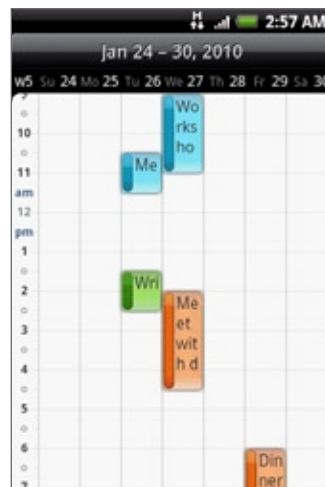 H 2:57 AM
Jan 24 – 30, 2010
w5 Su 24 Mo 25 Tu 26 We 27 Th 28 Fr 29 Sa 30
9
10
11
am
12
pm
1
2
3
4
5
6
7
Wo
rks
ho
Me
Wri
Me
et
wit
h d
Din
ner